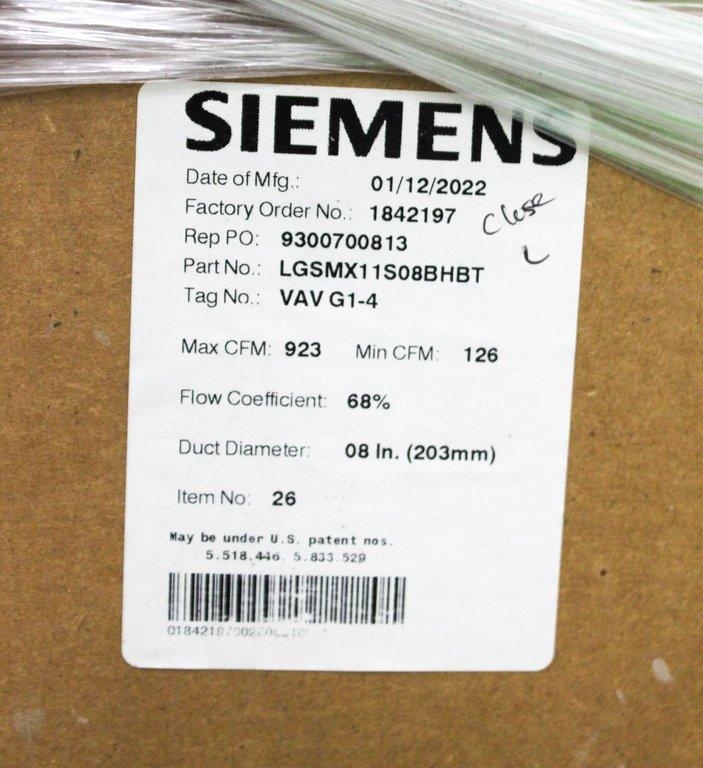 SIEMENS
Date of Mfg.: 01/12/2022
Factory Order No.: 1842197
Close
Rep PO: 9300700813
L
Part No.: LGSMX11S08BHBT
Tag No.: VAV G1-4
Max CFM: 923 Min CFM: 126
Flow Coefficient: 68%
Duct Diameter: 08 In. (203mm)
Item No: 26
May be under U.S. patent nos.
5.518.446. 5.833.529